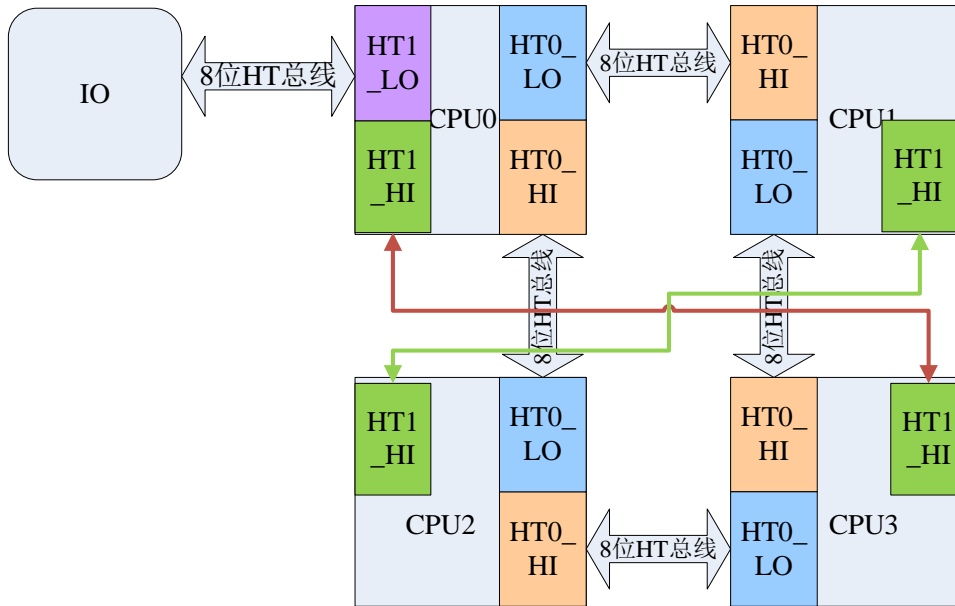 IO
8位HT总线
HT1
_LO
HT0_
LO
CPU0
HT1
_HI
HT0_
HI
8位HT总线
HT0_
HI
CPU1
HT0_
LO
HT1
_HI
8位HT总线
8位HT总线
HT1
_HI
HT0_
LO
CPU2
HT0_
HI
8位HT总线
HT0_
HI
HT1
_HI
HT0_
LO
CPU3